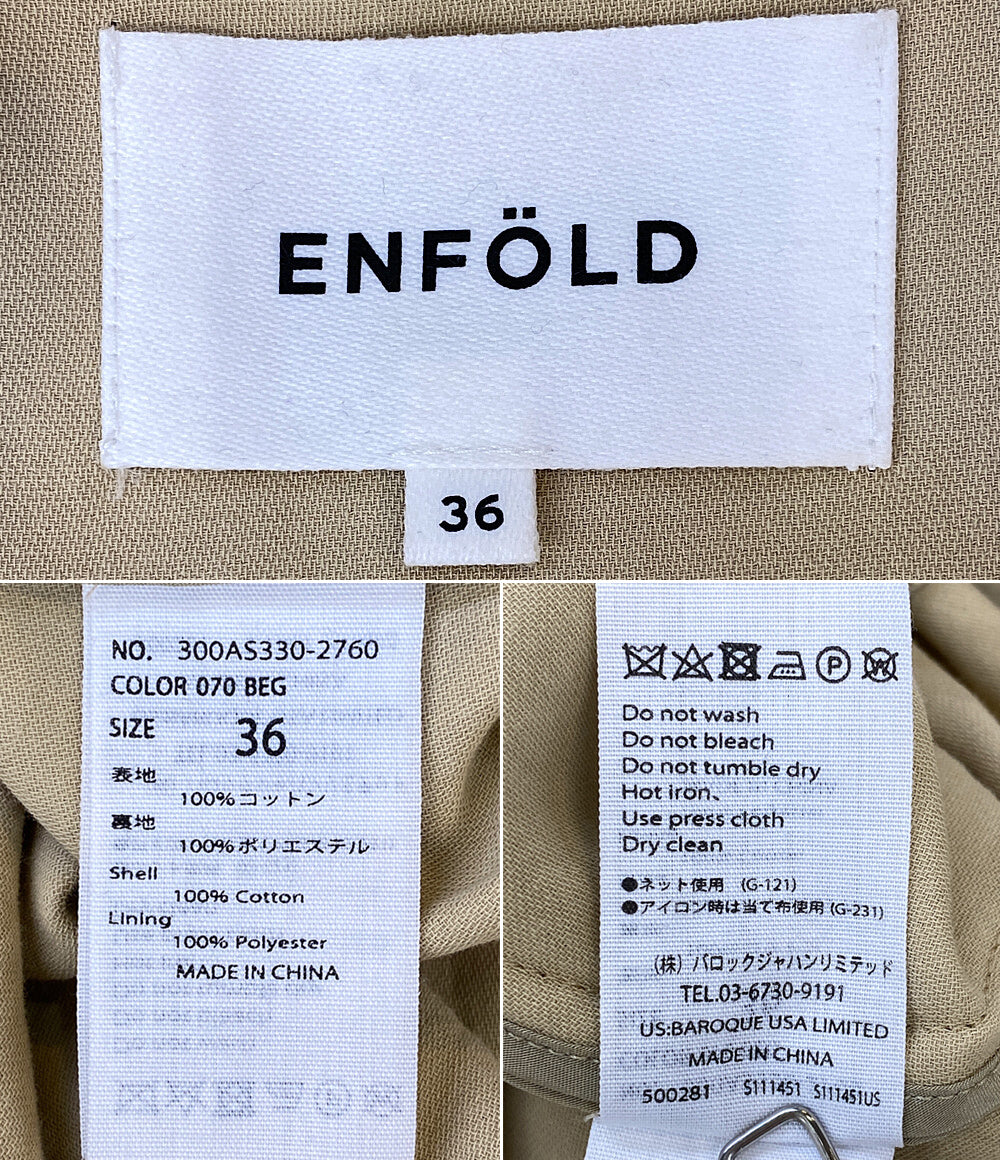 ENFÖLD
36
NO. 300AS330-2760
COLOR 070 BEG
SIZE 36
表地
100%コットン
裏地
100%ポリエステル
Shell
100% Cotton
Lining
100% Polyester
MADE IN CHINA
P W
Do not wash
Do not bleach
Do not tumble dry
Hot iron、
Use press cloth
Dry clean
●ネット使用 (G-121)
●アイロン時は当て布使用 (G-231)
(株) バロックジャパンリミテッド
TEL.03-6730-9191
US:BAROQUE USA LIMITED
MADE IN CHINA
500281 S111451 S111451US